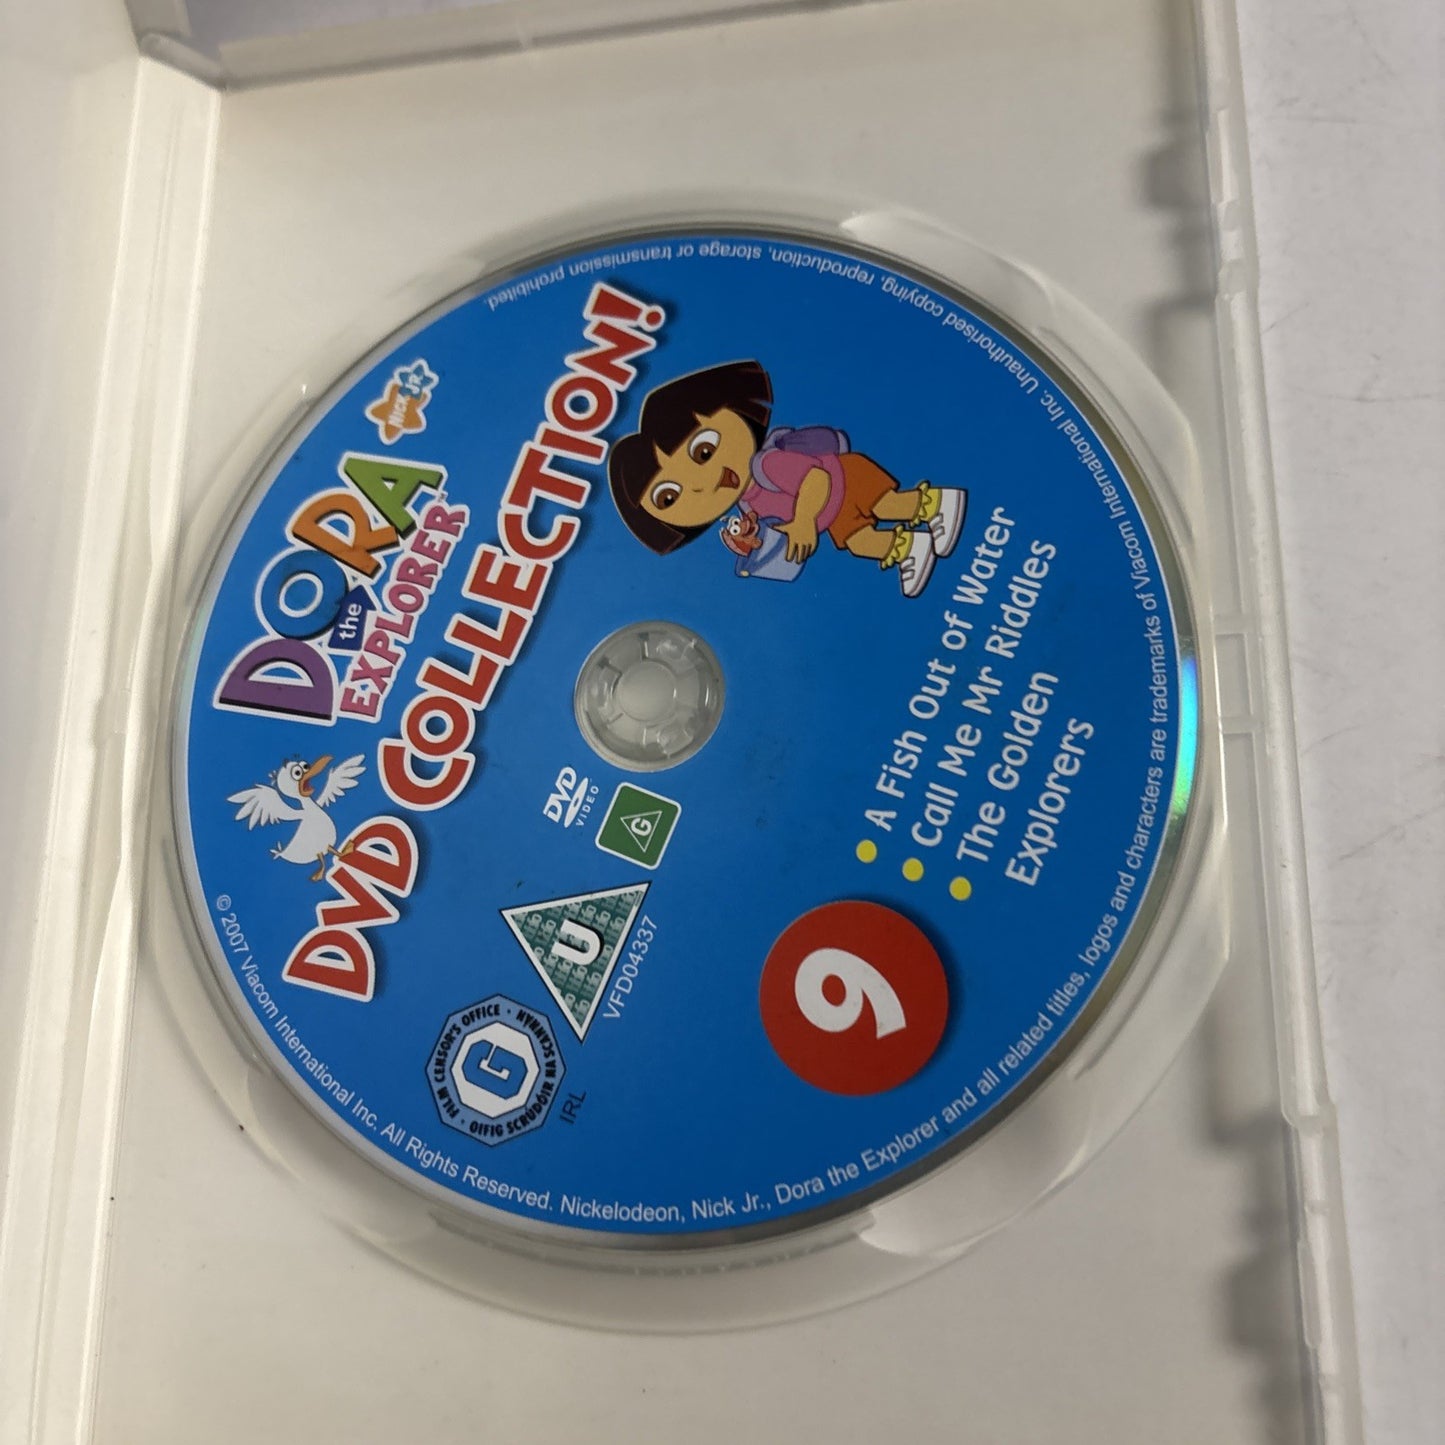 NICK JR.
DORA
the
EXPLORER™
DVD COLLECTION!
DVD
VIDEO
G
U
VFD04337
FILM CENSOR'S OFFICE · OIFIG SCRÚDÓIR NA SCANNÁN ·
G
IRL
9
A Fish Out of Water
Call Me Mr Riddles
The Golden
Explorers
© 2007 Viacom International Inc. All Rights Reserved. Nickelodeon, Nick Jr., Dora the Explorer and all related titles, logos and characters are trademarks of Viacom International Inc. Unauthorised copying, reproduction, storage, or transmission prohibited.